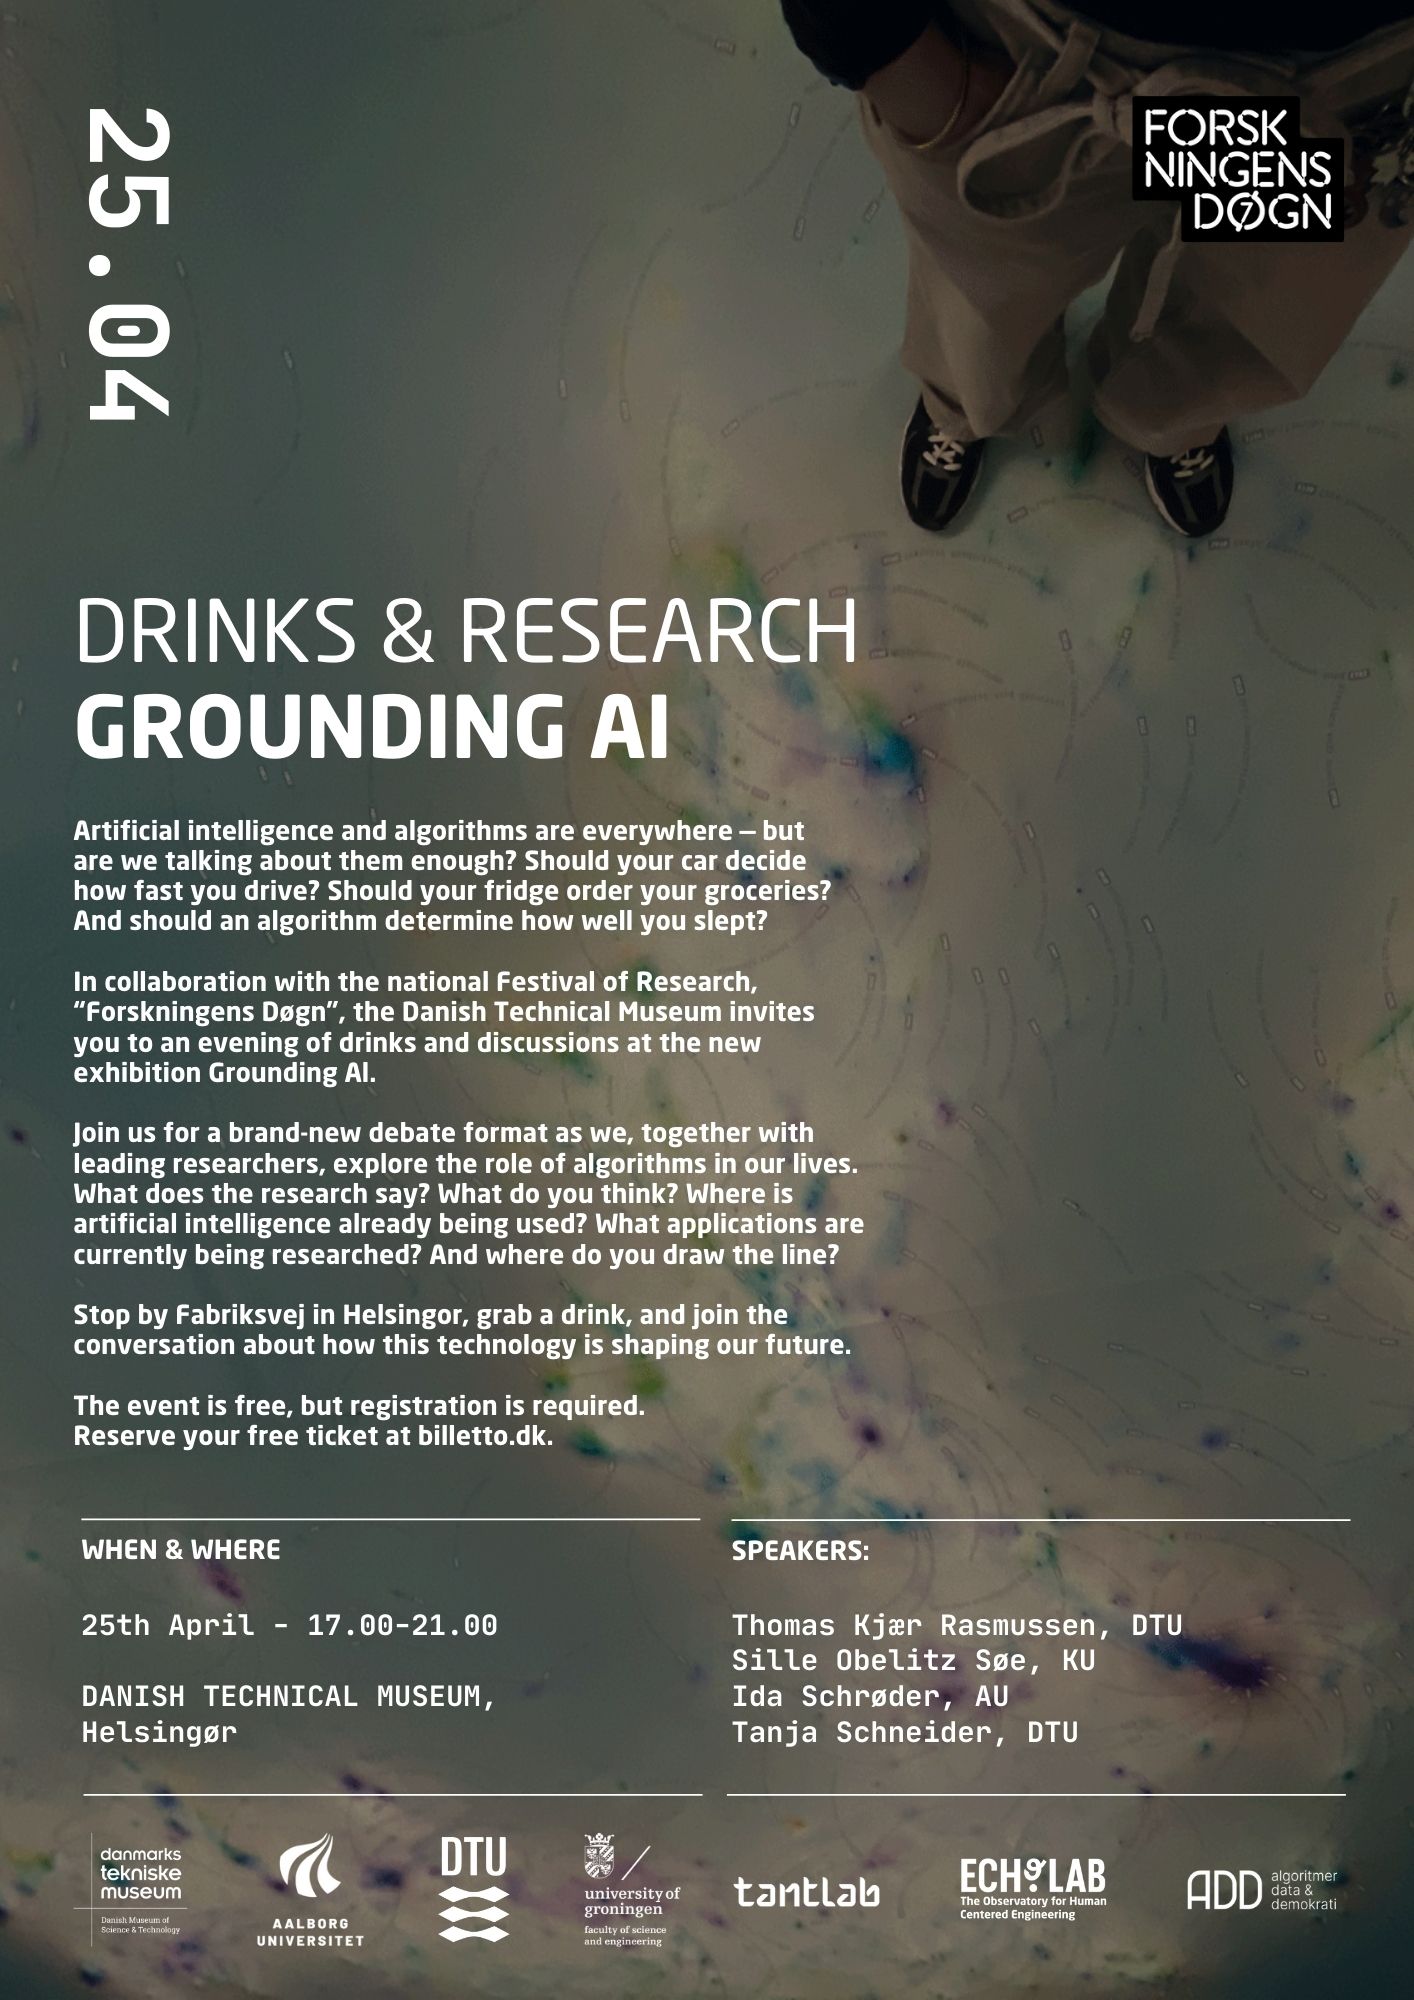 25.04
FORSK
NINGENS
DØGN
DRINKS & RESEARCH
GROUNDING AI
Artificial intelligence and algorithms are everywhere — but
are we talking about them enough? Should your car decide
how fast you drive? Should your fridge order your groceries?
And should an algorithm determine how well you slept?
In collaboration with the national Festival of Research,
"Forskningens Døgn", the Danish Technical Museum invites
you to an evening of drinks and discussions at the new
exhibition Grounding AI.
Join us for a brand-new debate format as we, together with
leading researchers, explore the role of algorithms in our lives.
What does the research say? What do you think? Where is
artificial intelligence already being used? What applications are
currently being researched? And where do you draw the line?
Stop by Fabriksvej in Helsingor, grab a drink, and join the
conversation about how this technology is shaping our future.
The event is free, but registration is required.
Reserve your free ticket at billetto.dk.
WHEN & WHERE
25th April – 17.00–21.00
DANISH TECHNICAL MUSEUM,
Helsingør
SPEAKERS:
Thomas Kjær Rasmussen, DTU
Sille Obelitz Søe, KU
Ida Schrøder, AU
Tanja Schneider, DTU
danmarks
tekniske
museum
Danish Museum of
Science & Technology
AALBORG
UNIVERSITET
DTU
university of
groningen
faculty of science
and engineering
tantlab
ECHOLAB
The Observatory for Human
Centered Engineering
ADD
algoritmer
data &
demokrati